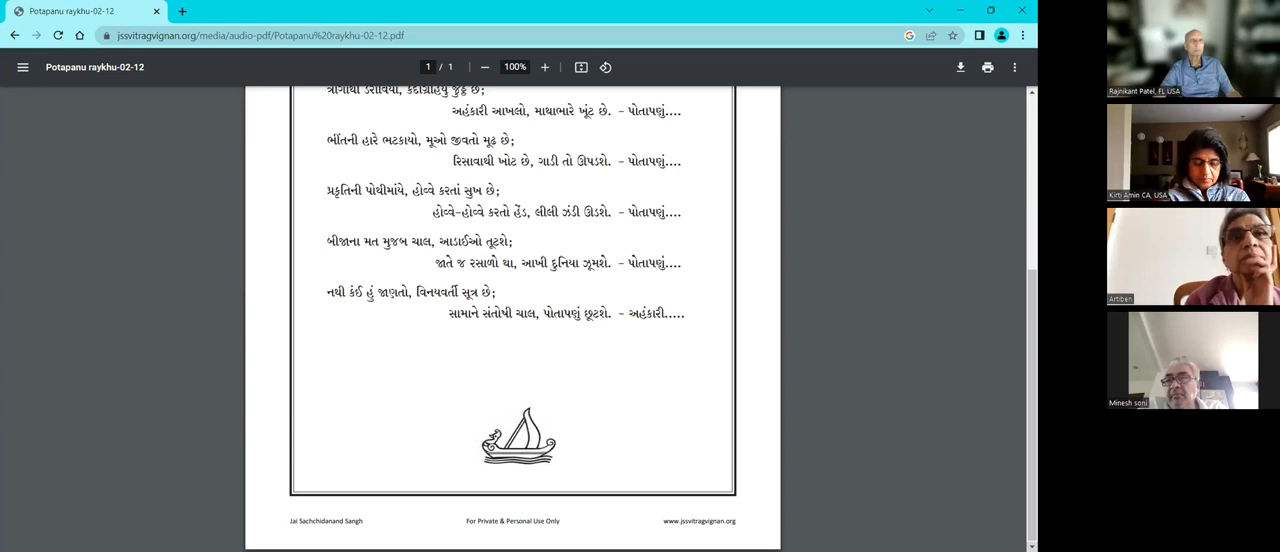 Potapanu raykhu-02-12
jssvitragvignan.org/media/audio-pdf/Potapanu%20raykhu-02-12.pdf
Potapanu raykhu-02-12
1 / 1
100%
ત્રાગાથી ડરાવિયા, કદાગ્રહિયું જુઠ્ઠ છે;
અહંકારી આખલો, માથાભારે ખૂંટ છે. - પોતાપણું....
ભીંતની હારે ભટકાયો, મૂઓ જીવતો મૂઢ છે;
રિસાવાથી ખોટ છે, ગાડી તો ઊપડશે. - પોતાપણું....
પ્રકૃતિની પોથીમાંયે, હોવ્વે કરતાં સુખ છે;
હોવ્વે-હોવ્વે કરતો હેંડ, લીલી ઝંડી ઊડશે. - પોતાપણું....
બીજાના મત મુજબ ચાલ, આડાઈઓ તૂટશે;
જાતે જ રસાળો થા, આખી દુનિયા ઝૂમશે. - પોતાપણું....
નથી કંઈ હું જાણતો, વિનયવર્તી સૂત્ર છે;
સામાને સંતોષી ચાલ, પોતાપણું છૂટશે. - અહંકારી.....
Jai Sachchidanand Sangh
For Private & Personal Use Only
www.jssvitragvignan.org
Rajnikant Patel, FL USA
Kirti Amin CA, USA
Artiben
Minesh soni